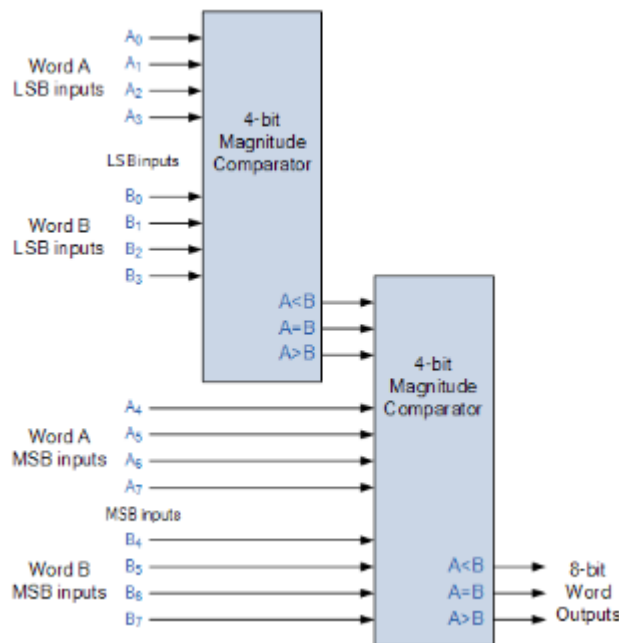 A0
A1
A2
A3
Word A
LSB inputs
4-bit
Magnitude
Comparator
LSB inputs
B0
B1
B2
B3
Word B
LSB inputs
A<B
A=B
A>B
4-bit
Magnitude
Comparator
A4
A5
A6
A7
Word A
MSB inputs
MSB inputs
B4
B5
B6
B7
Word B
MSB inputs
A<B
A=B
A>B
8-bit
Word
Outputs